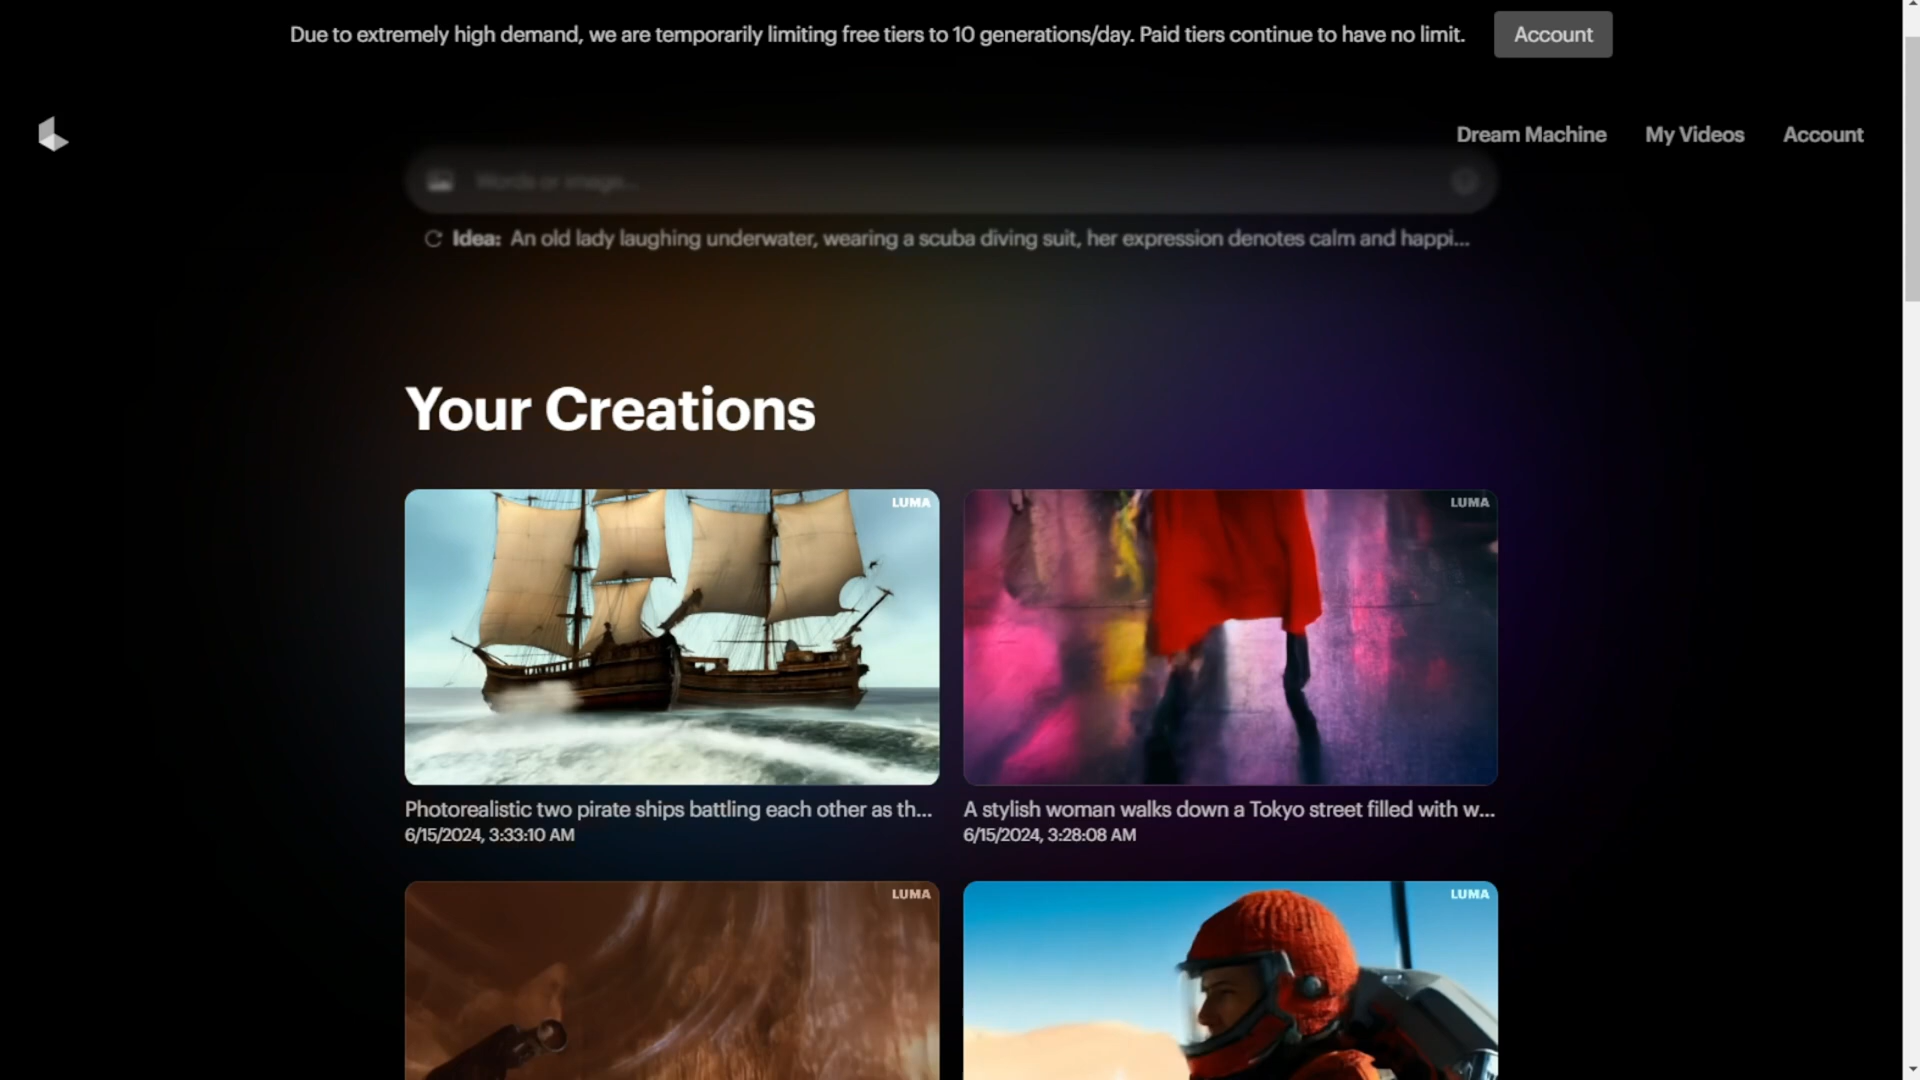 Due to extremely high demand, we are temporarily limiting free tiers to 10 generations/day. Paid tiers continue to have no limit.
Account
Dream Machine
My Videos
Account
Words or image...
Idea: An old lady laughing underwater, wearing a scuba diving suit, her expression denotes calm and happi...
Your Creations
LUMA
LUMA
Photorealistic two pirate ships battling each other as th...
6/15/2024, 3:33:10 AM
A stylish woman walks down a Tokyo street filled with w...
6/15/2024, 3:28:08 AM
LUMA
LUMA